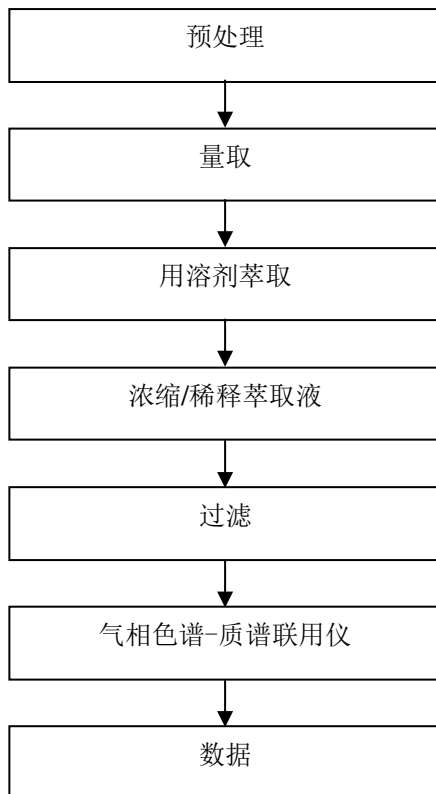 预处理
量取
用溶剂萃取
浓缩/稀释萃取液
过滤
气相色谱-质谱联用仪
数据